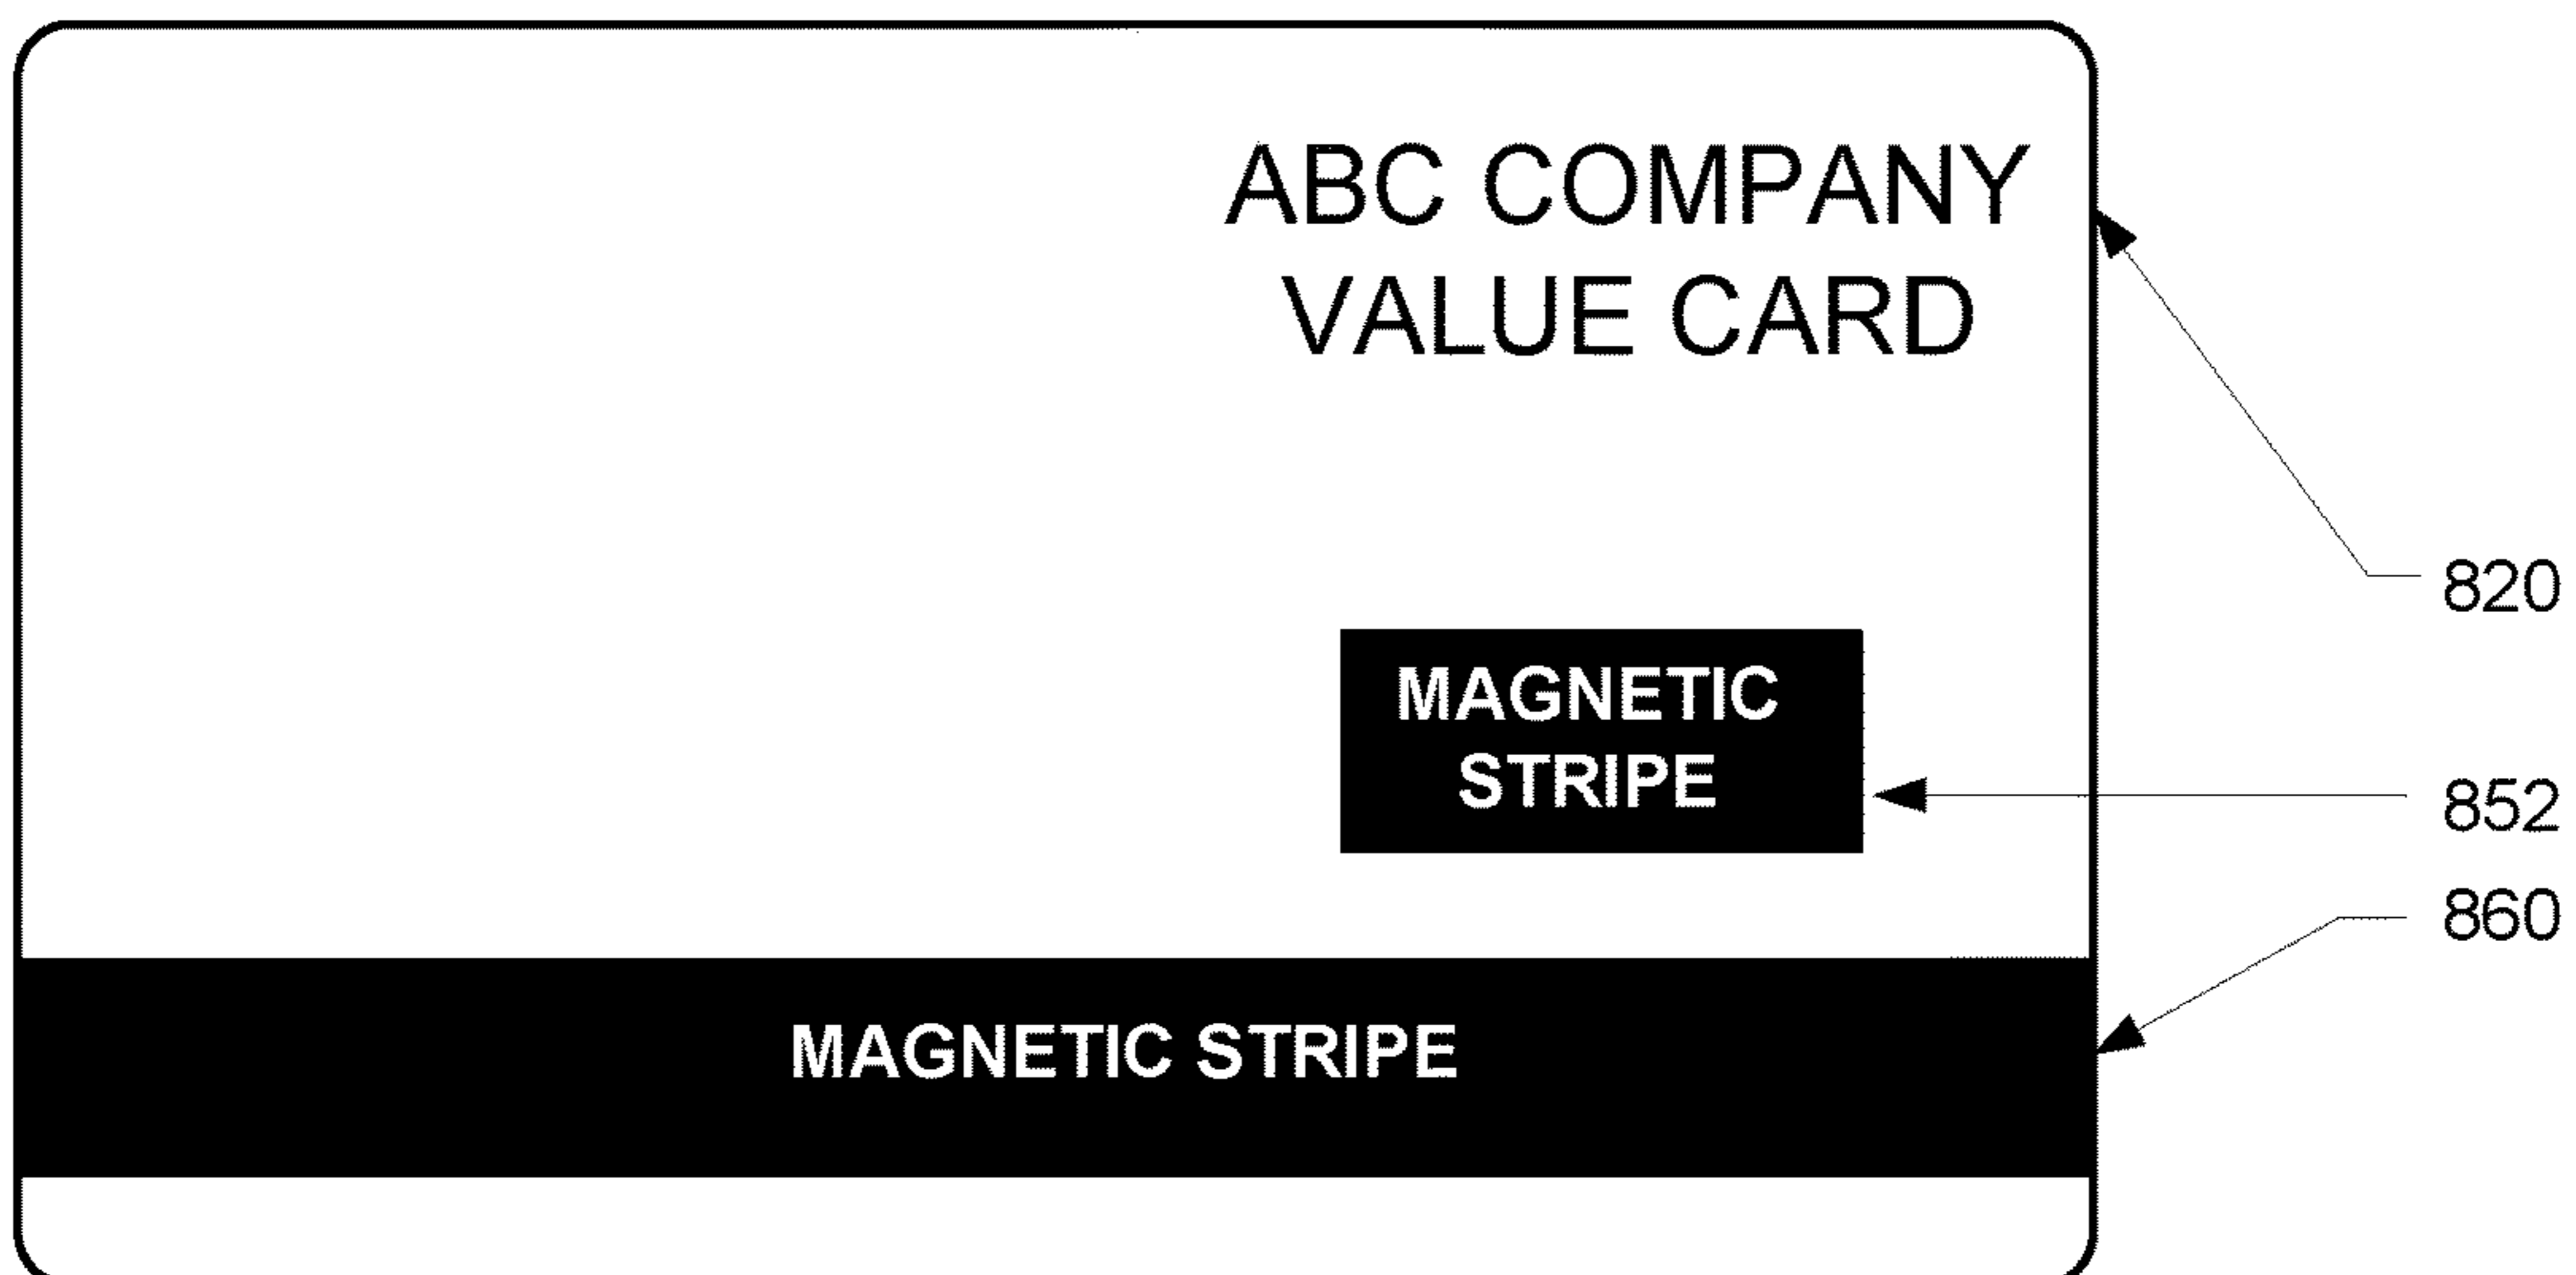 ABC COMPANY
VALUE CARD
820
MAGNETIC
STRIPE
852
860
MAGNETIC STRIPE